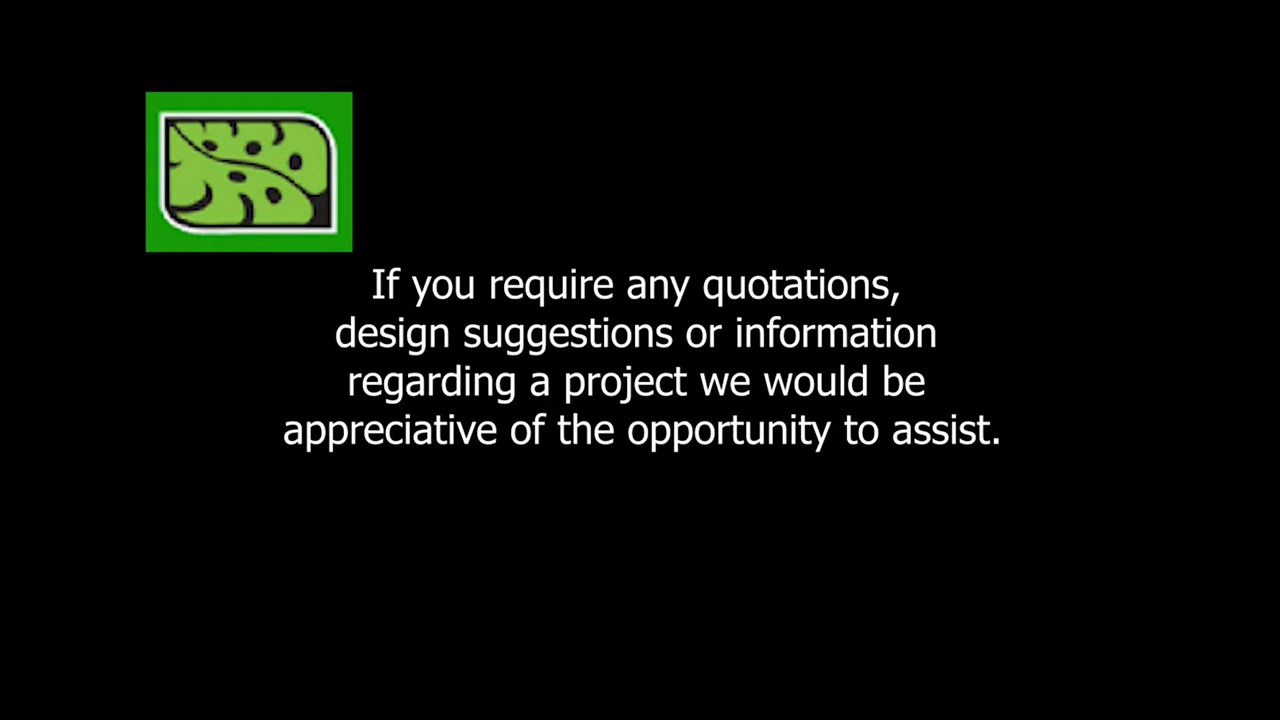 If you require any quotations,
design suggestions or information
regarding a project we would be
appreciative of the opportunity to assist.